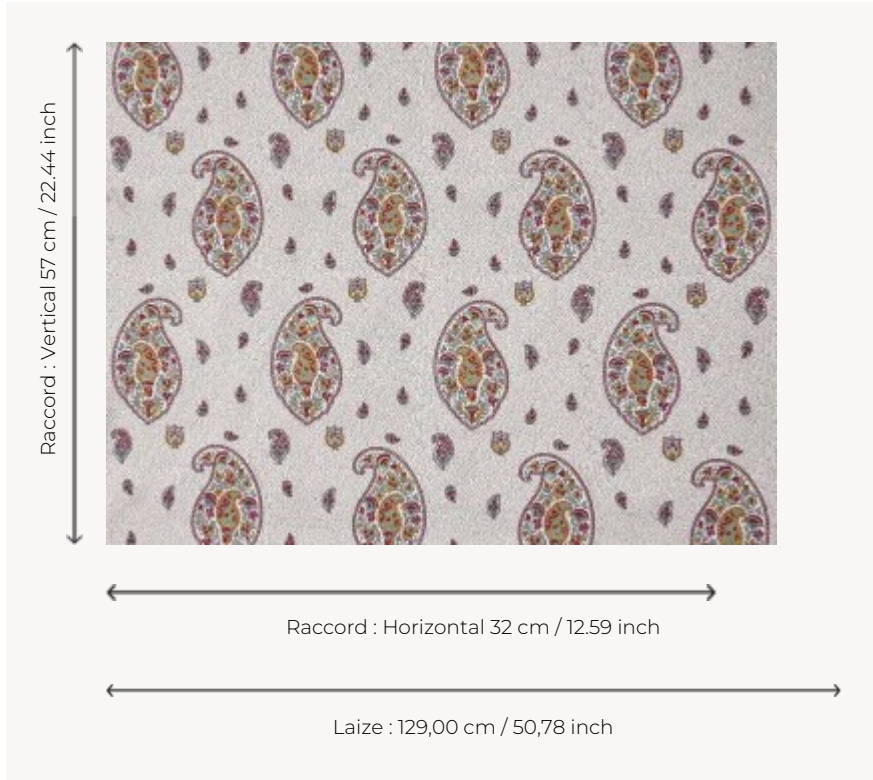 Raccord : Vertical 57 cm / 22.44 inch
Raccord : Horizontal 32 cm / 12.59 inch
Laize : 129,00 cm / 50,78 inch